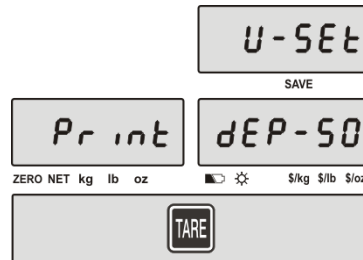 U-SEt
SAVE
Print dEP-50
ZERO NET kg lb oz $/kg $/lb $/oz
TARE